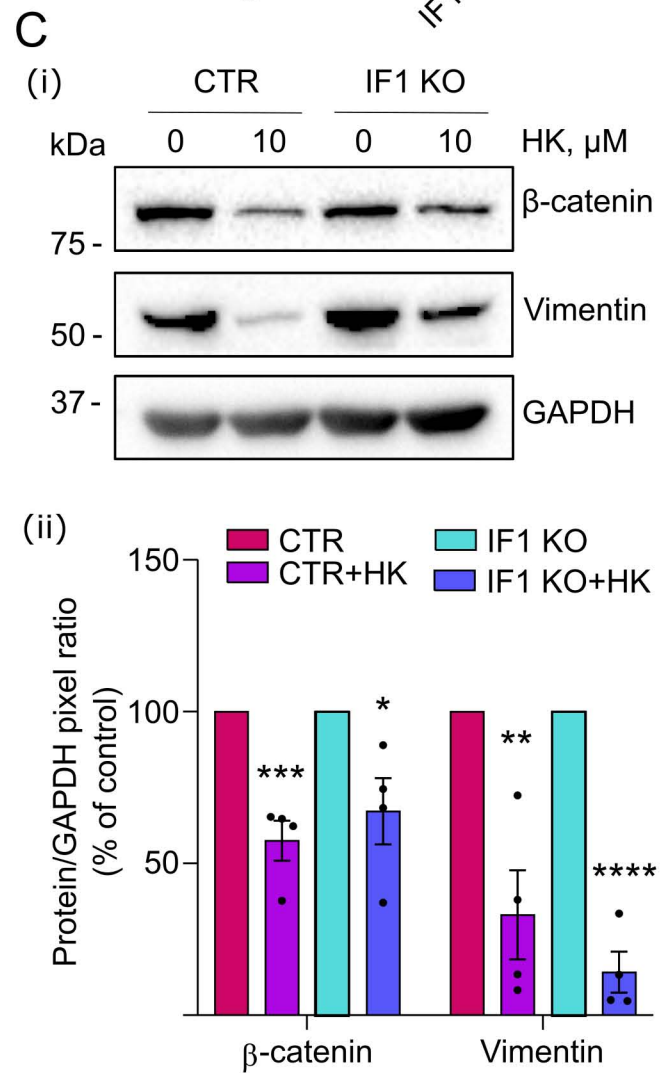 IF1
C
(i)
CTR IF1 KO
kDa 0 10 0 10 HK, μM
β-catenin
75 -
Vimentin
50 -
37 -
GAPDH
(ii)
CTR IF1 KO
CTR+HK IF1 KO+HK
Protein/GAPDH pixel ratio
(% of control)
150
100
50
*** * ** ****
β-catenin Vimentin